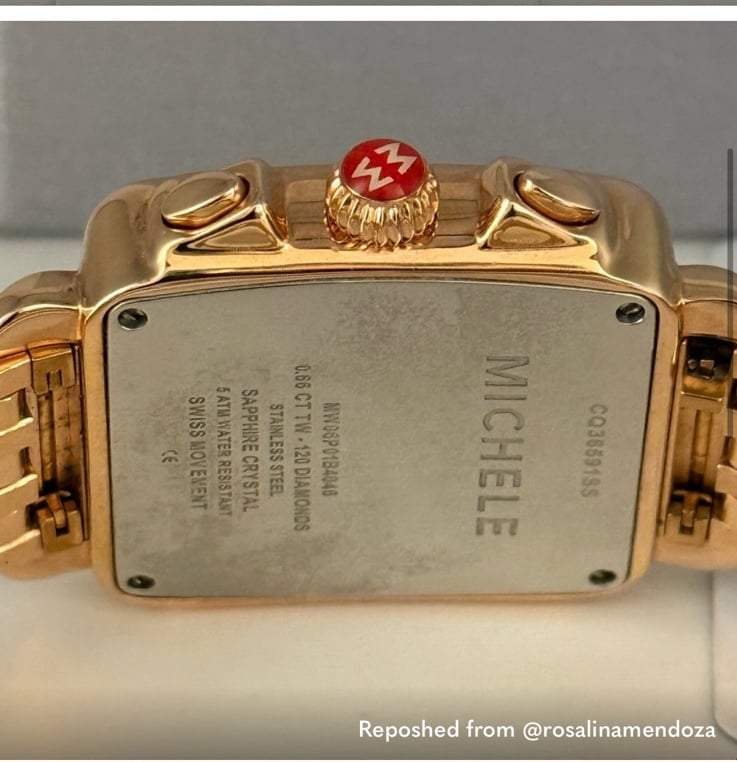 CQ36591SS
MICHELE
MW06P01B4046
0.66 CT TW - 120 DIAMONDS
STAINLESS STEEL
SAPPHIRE CRYSTAL
5 ATM WATER RESISTANT
SWISS MOVEMENT
CE
Reposhed from @rosalinamendoza